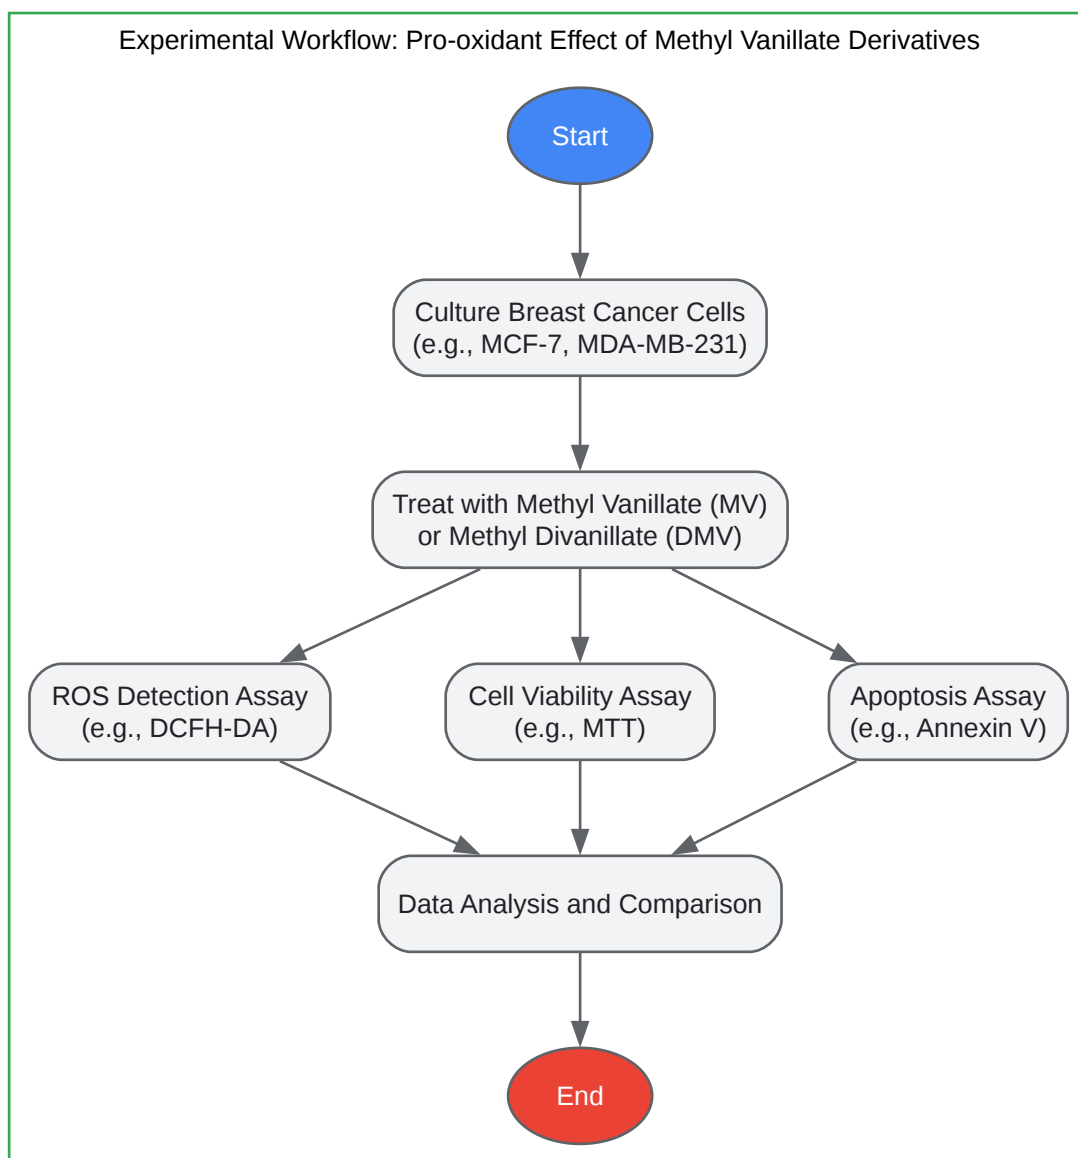 Experimental Workflow: Pro-oxidant Effect of Methyl Vanillate Derivatives
Start
Culture Breast Cancer Cells
(e.g., MCF-7, MDA-MB-231)
Treat with Methyl Vanillate (MV)
or Methyl Divanillate (DMV)
ROS Detection Assay
(e.g., DCFH-DA)
Cell Viability Assay
(e.g., MTT)
Apoptosis Assay
(e.g., Annexin V)
Data Analysis and Comparison
End